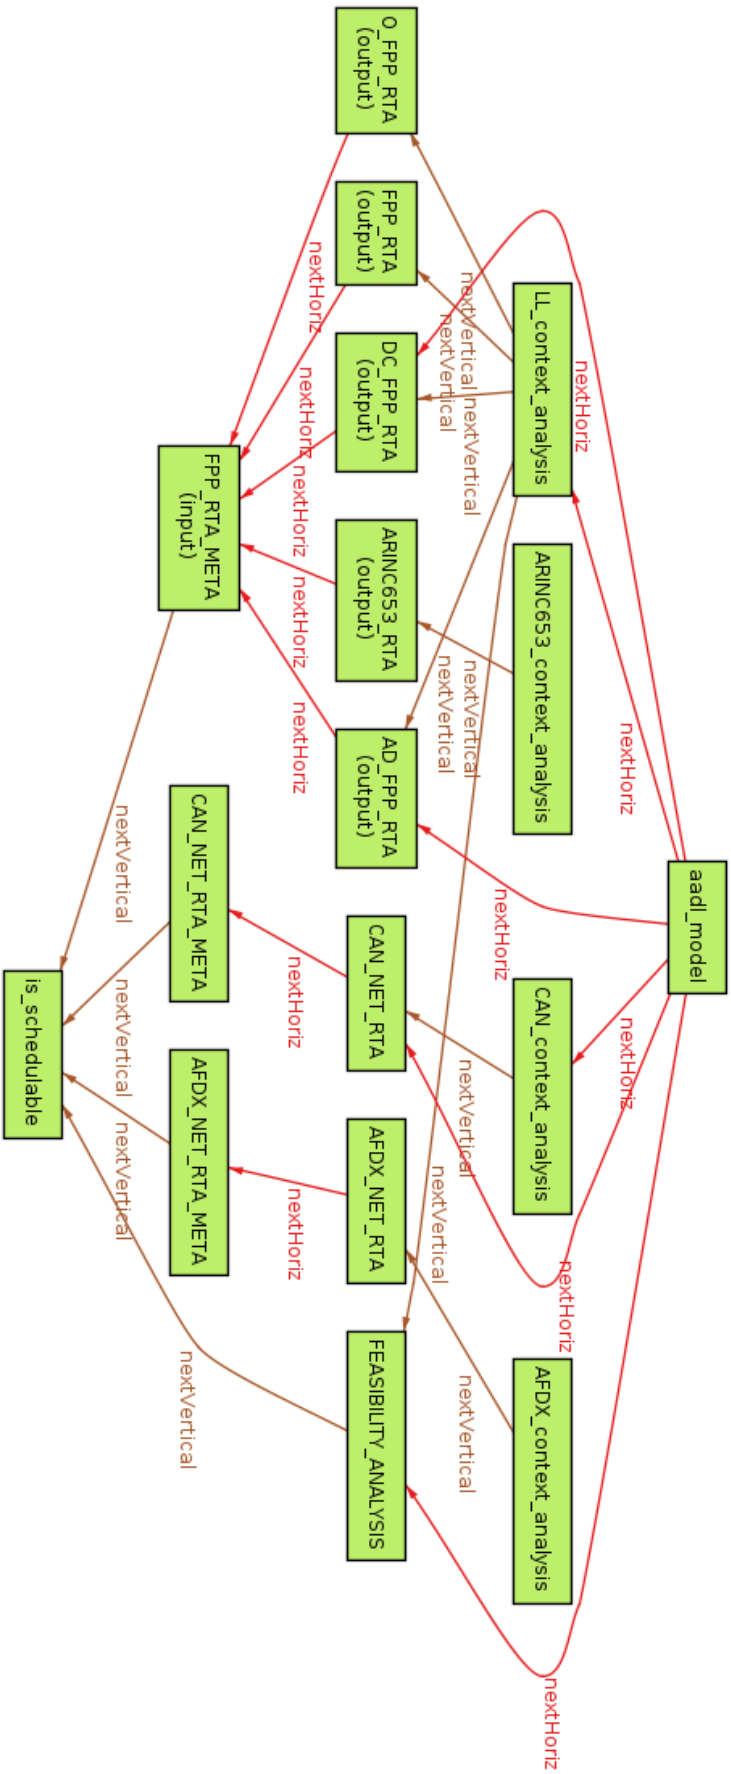 aadl_model
nextHoriz
nextHoriz
nextHoriz
nextHoriz
nextHoriz
LL_context_analysis
ARINC653_context_analysis
CAN_context_analysis
AFDX_context_analysis
nextHoriz
nextVertical
nextVertical
nextVertical
nextVertical
nextVertical
nextVertical
nextVertical
nextVertical
O_FPP_RTA
(output)
FPP_RTA
(output)
DC_FPP_RTA
(output)
ARINC653_RTA
(output)
AD_FPP_RTA
(output)
CAN_NET_RTA
AFDX_NET_RTA
FEASIBILITY_ANALYSIS
nextHoriz
nextHoriz
nextHoriz
nextHoriz
nextHoriz
nextHoriz
nextHoriz
FPP_RTA_META
(input)
CAN_NET_RTA_META
AFDX_NET_RTA_META
nextVertical
nextVertical
nextVertical
nextVertical
is_schedulable